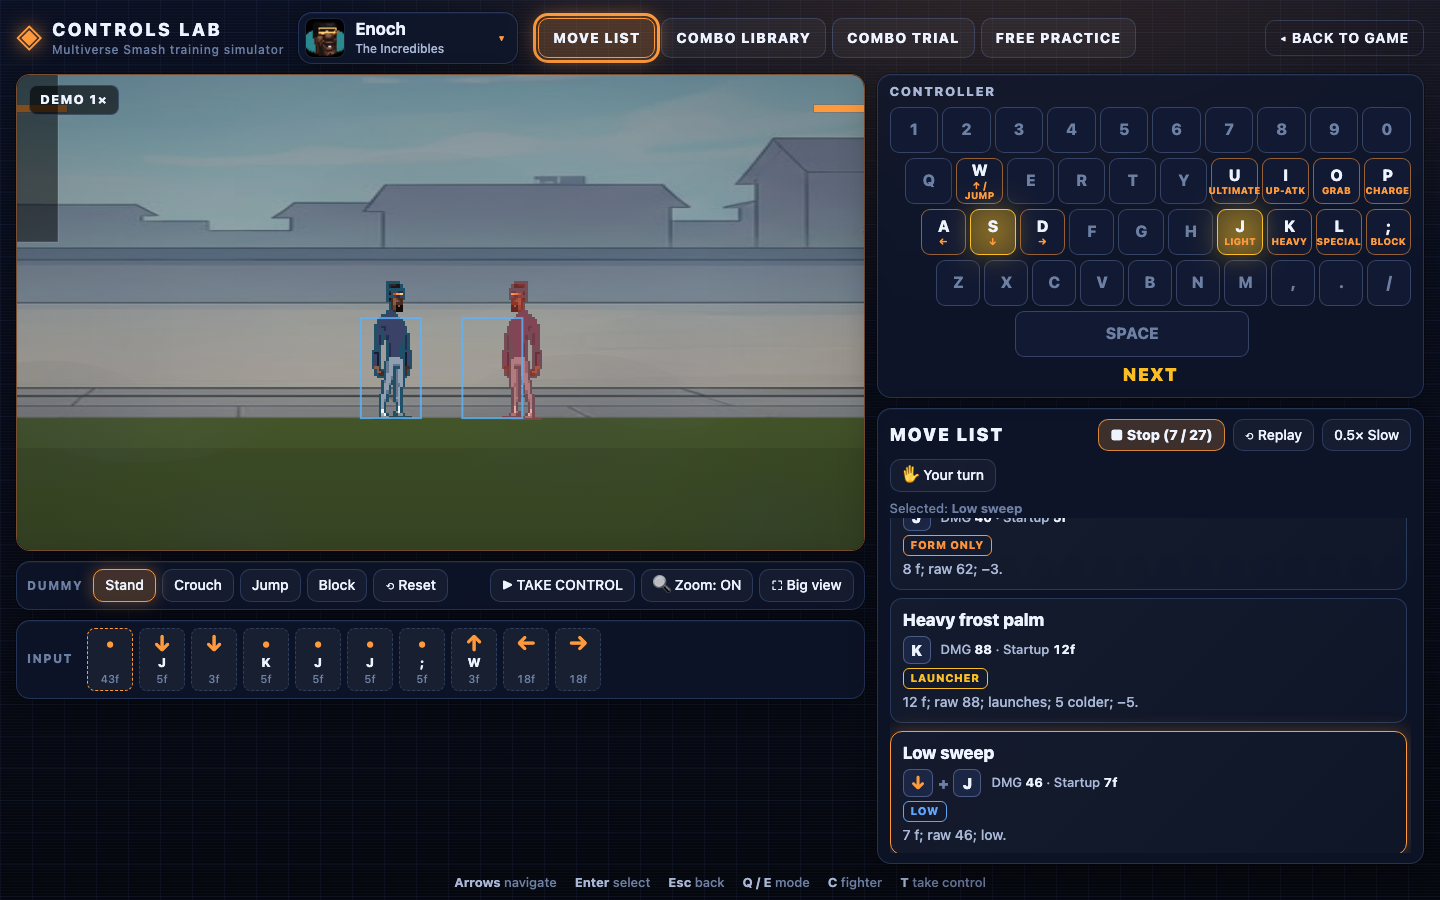 CONTROLS LAB
Multiverse Smash training simulator
Enoch
The Incredibles
MOVE LIST
COMBO LIBRARY
COMBO TRIAL
FREE PRACTICE
BACK TO GAME
DEMO 1×
DUMMY
Stand
Crouch
Jump
Block
Reset
TAKE CONTROL
Zoom: ON
Big view
INPUT
43f
J
5f
3f
K
5f
J
5f
J
5f
;
5f
W
3f
18f
18f
CONTROLLER
1 2 3 4 5 6 7 8 9 0
Q
W
↑ /
JUMP
E R T Y
U
ULTIMATE
I
UP-ATK
O
GRAB
P
CHARGE
A
←
S
↓
D
→
F G H
J
LIGHT
K
HEAVY
L
SPECIAL
;
BLOCK
Z X C V B N M , . /
SPACE
NEXT
MOVE LIST
Stop (7 / 27)
Replay
0.5× Slow
Your turn
Selected: Low sweep
J DMG 40 · Startup
FORM ONLY
8 f; raw 62; −3.
Heavy frost palm
K DMG 88 · Startup 12f
LAUNCHER
12 f; raw 88; launches; 5 colder; −5.
Low sweep
↓ + J DMG 46 · Startup 7f
LOW
7 f; raw 46; low.
Arrows navigate Enter select Esc back Q / E mode C fighter T take control